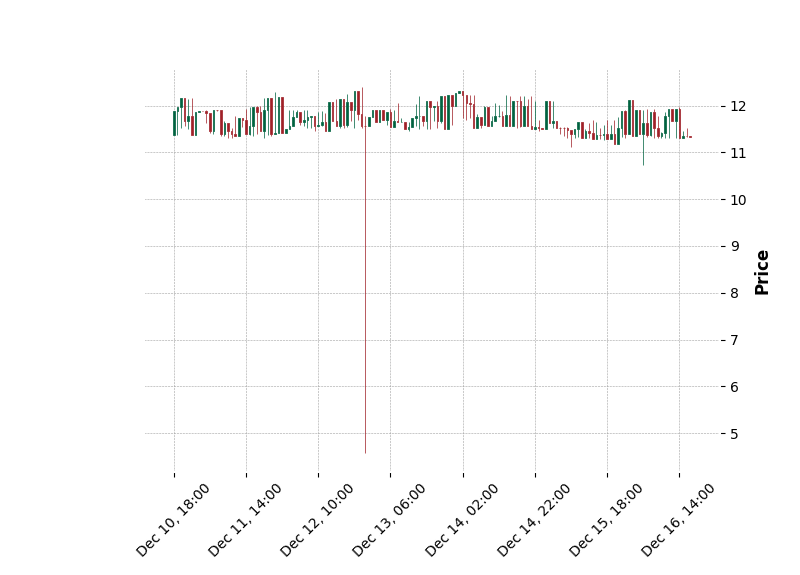 12
11
10
9
8
7
6
5
Price
Dec 10, 18:00
Dec 11, 14:00
Dec 12, 10:00
Dec 13, 06:00
Dec 14, 02:00
Dec 14, 22:00
Dec 15, 18:00
Dec 16, 14:00